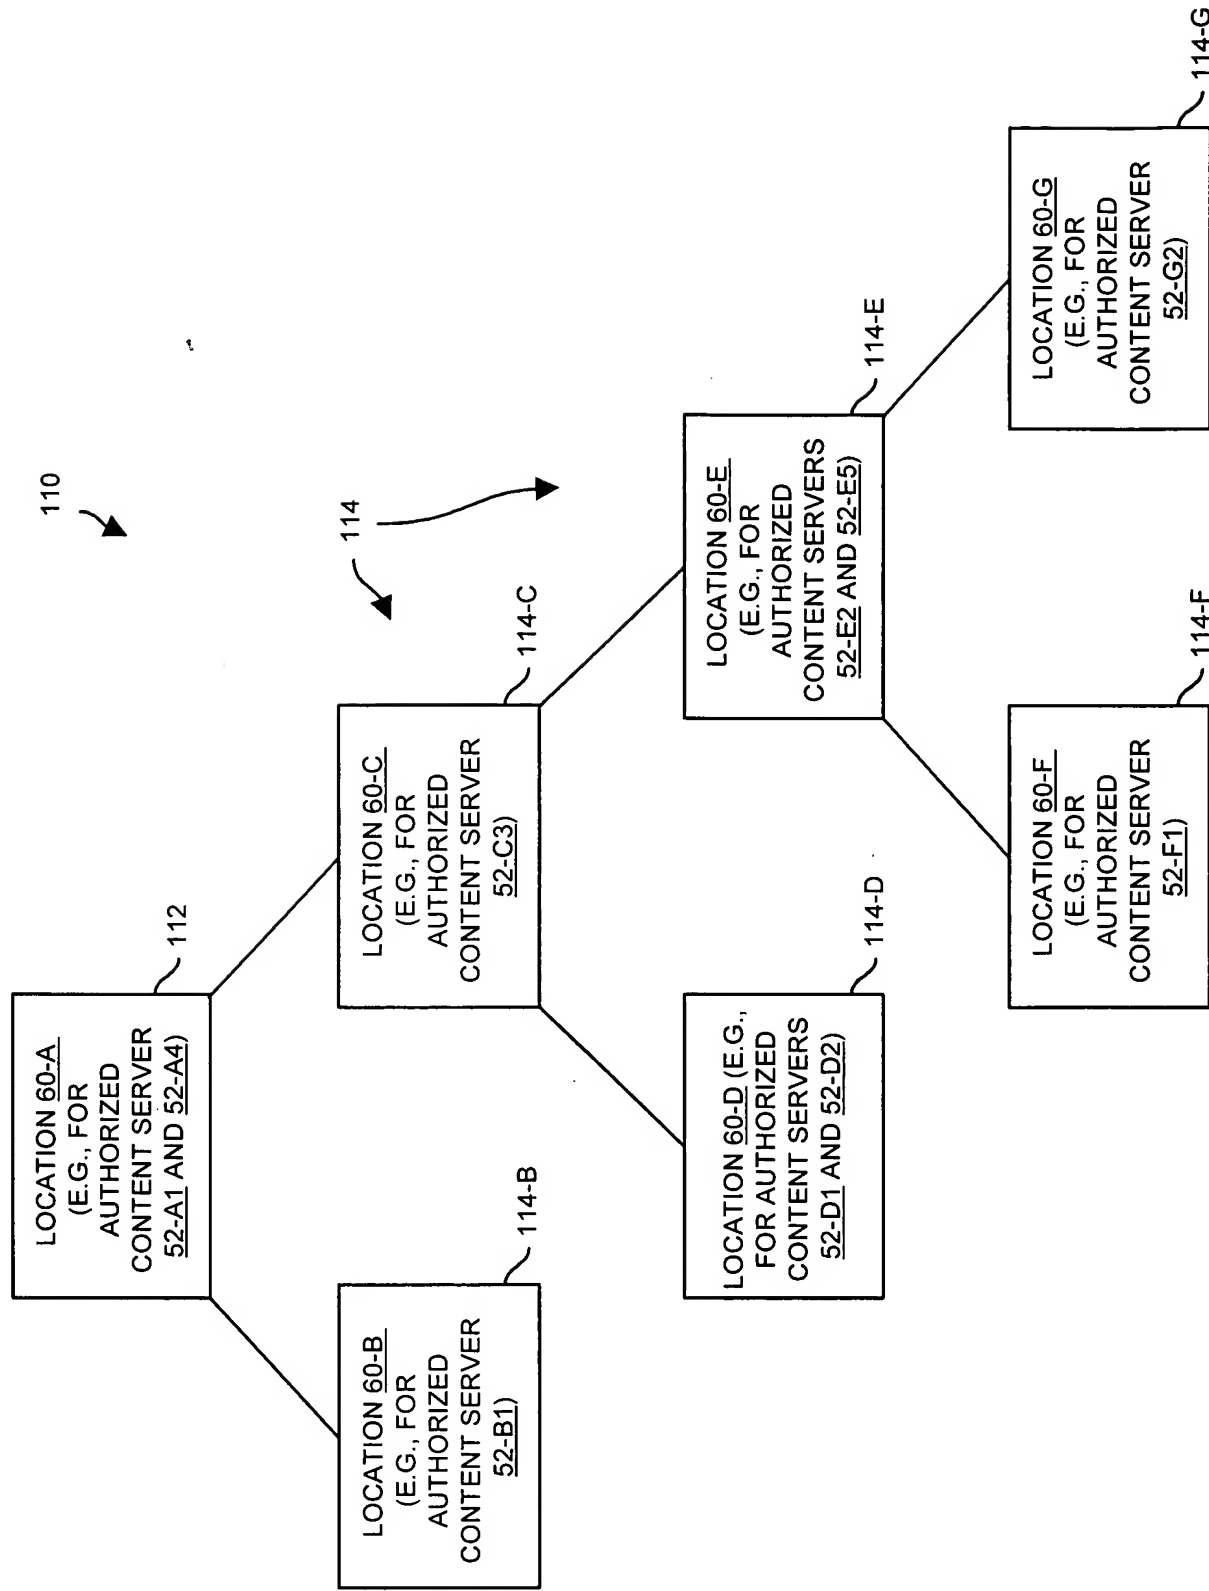 110
114
LOCATION 60-A
(E.G., FOR
AUTHORIZED
CONTENT SERVER
52-A1 AND 52-A4)
112
LOCATION 60-B
(E.G., FOR
AUTHORIZED
CONTENT SERVER
52-B1)
114-B
LOCATION 60-C
(E.G., FOR
AUTHORIZED
CONTENT SERVER
52-C3)
114-C
LOCATION 60-D (E.G.,
FOR AUTHORIZED
CONTENT SERVERS
52-D1 AND 52-D2)
114-D
LOCATION 60-E
(E.G., FOR
AUTHORIZED
CONTENT SERVERS
52-E2 AND 52-E5)
114-E
LOCATION 60-F
(E.G., FOR
AUTHORIZED
CONTENT SERVER
52-F1)
114-F
LOCATION 60-G
(E.G., FOR
AUTHORIZED
CONTENT SERVER
52-G2)
114-G